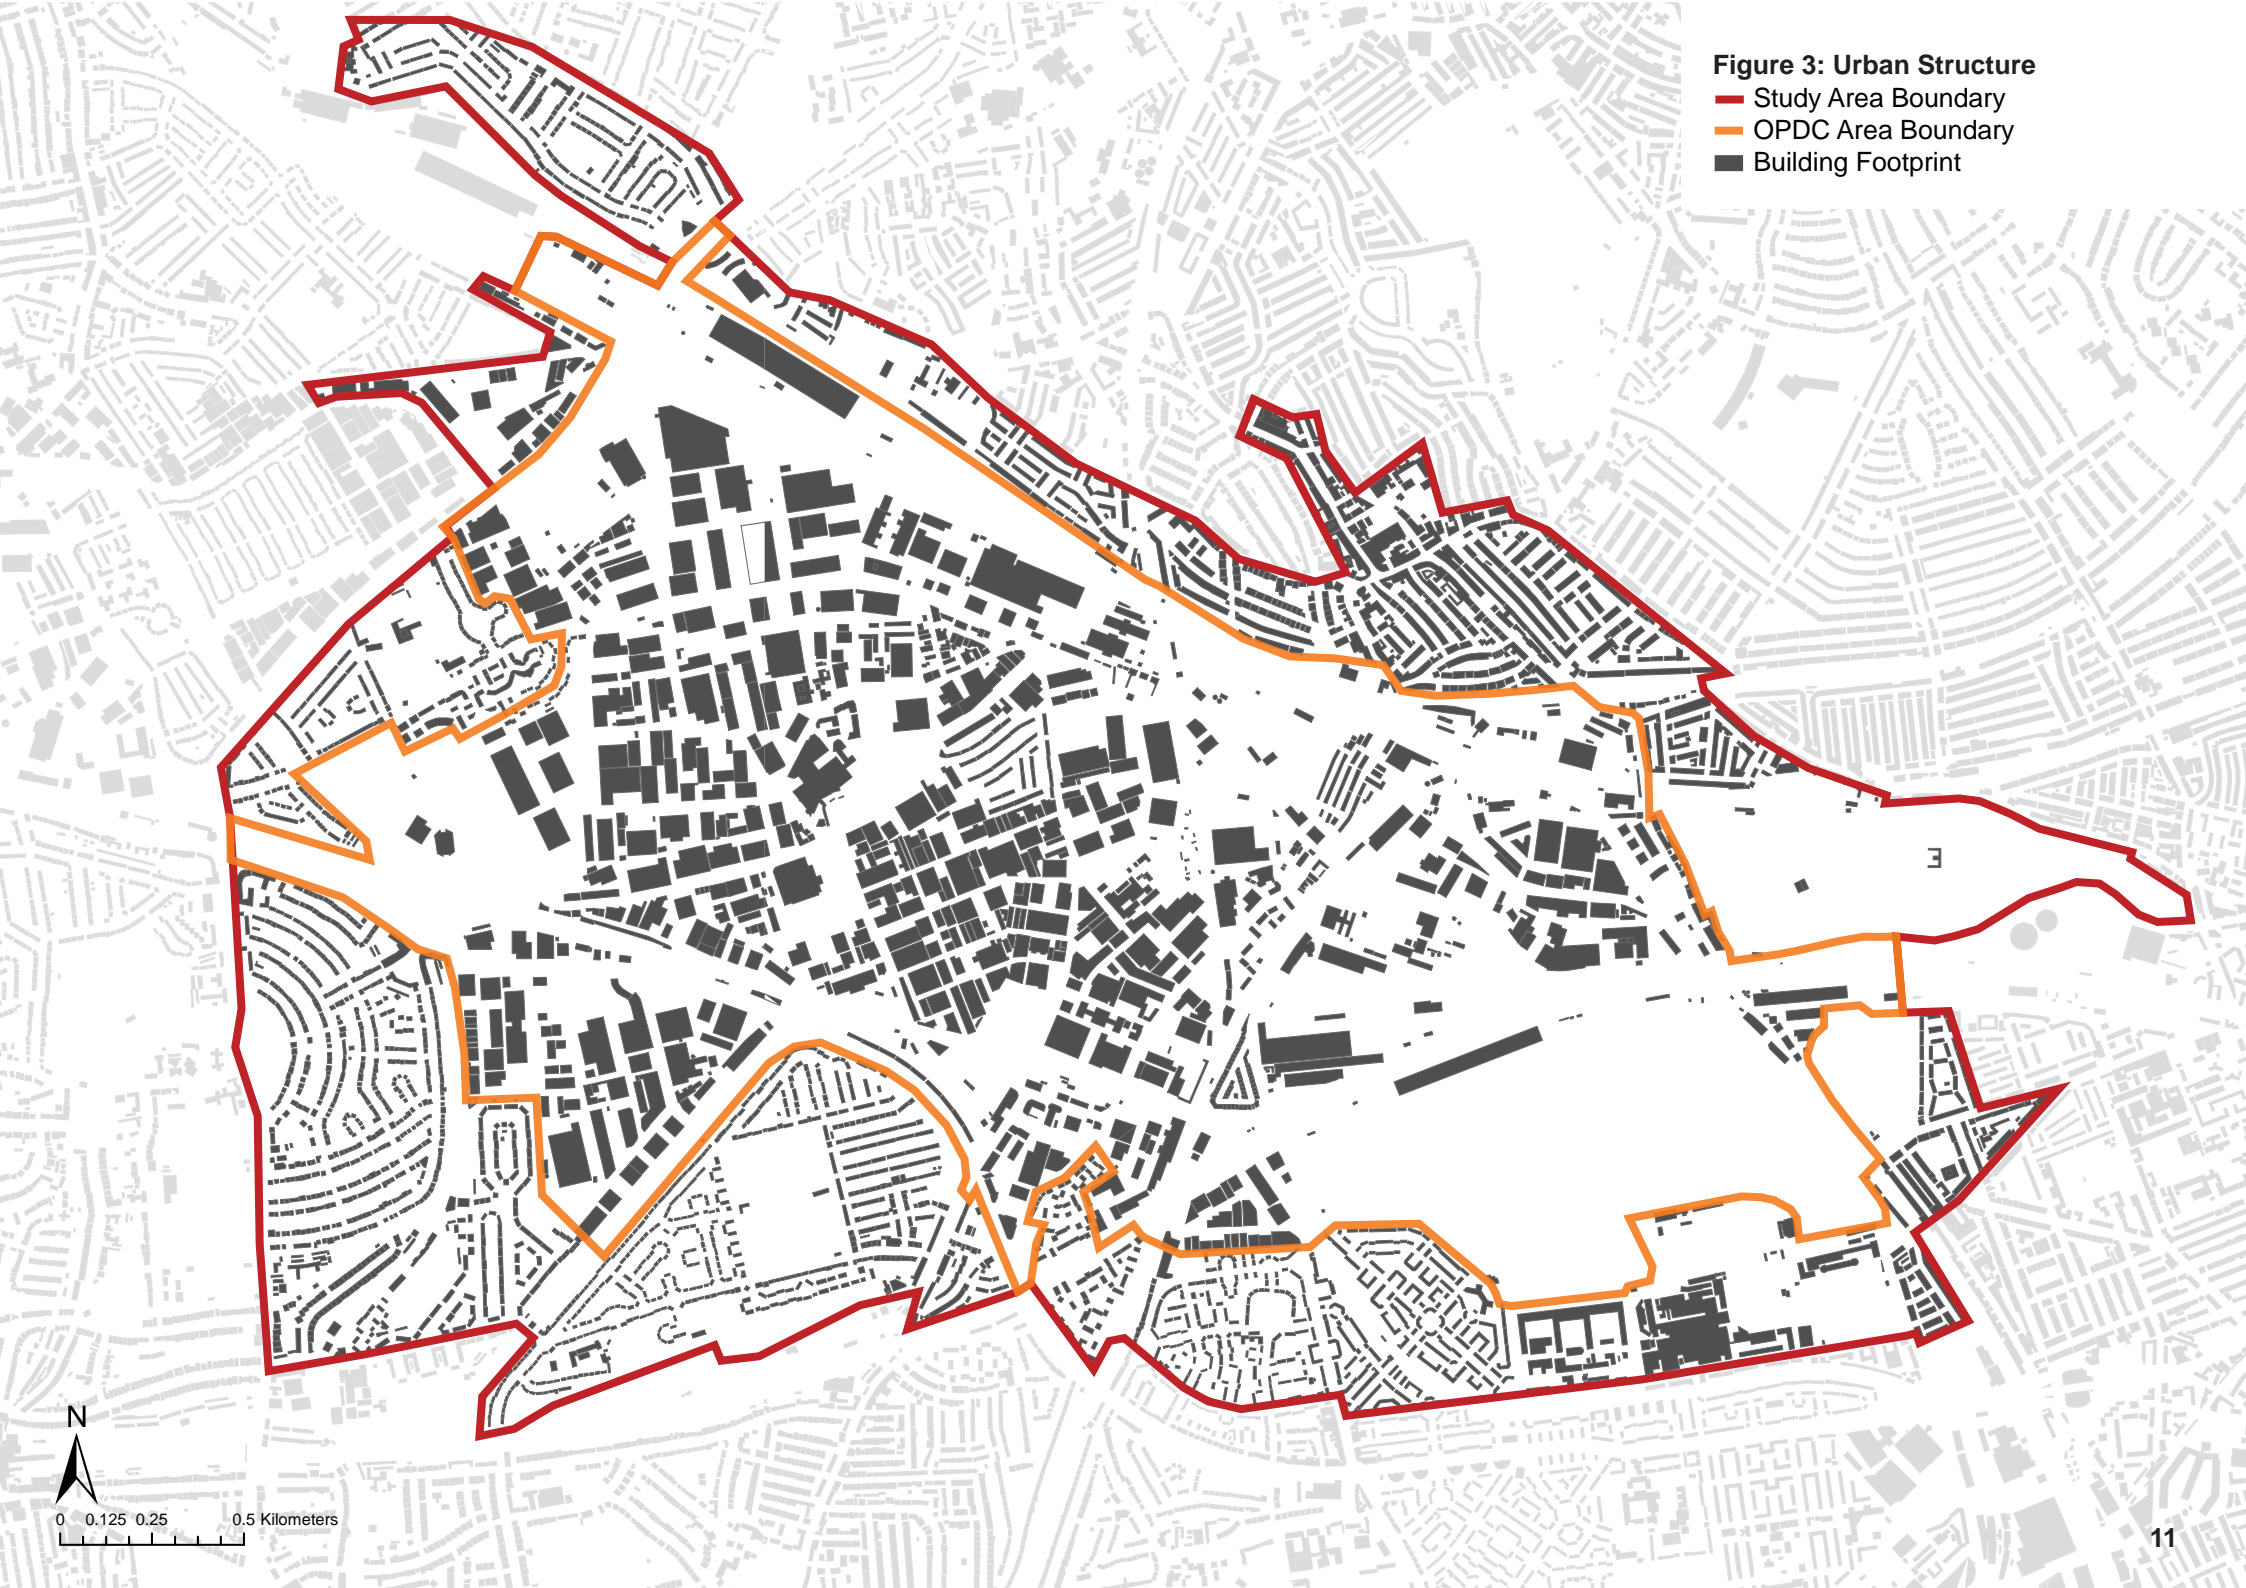 Figure 3: Urban Structure
Study Area Boundary
OPDC Area Boundary
Building Footprint
N
0 0.125 0.25 0.5 Kilometers
11